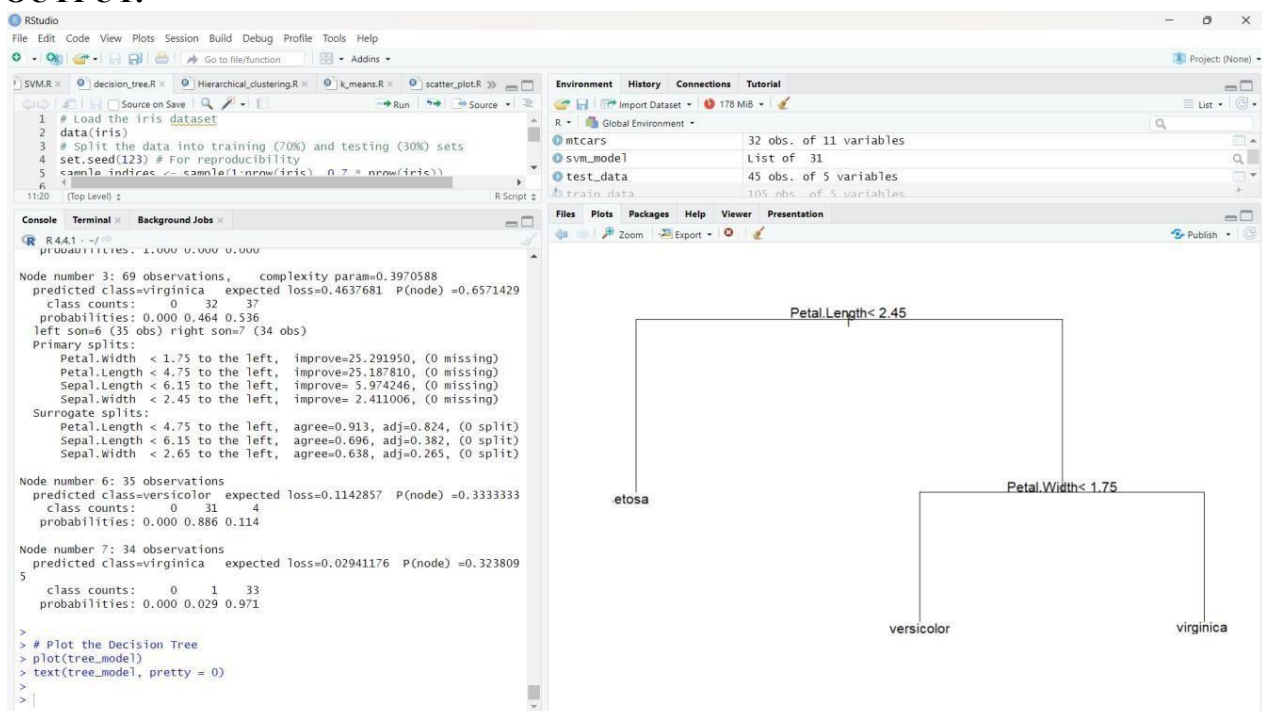 RStudio
File Edit Code View Plots Session Build Debug Profile Tools Help
Go to file/function Addins Project: (None)
SVM.R decision_tree.R Hierarchical_clustering.R k_means.R scatter_plot.R
Source on Save Run Source
1 # Load the iris dataset
2 data(iris)
3 # Split the data into training (70%) and testing (30%) sets
4 set.seed(123) # For reproducibility
5 sample_indices <- sample(1:nrow(iris), 0.7 * nrow(iris))
6
11:20 (Top Level) R Script
Console Terminal Background Jobs
R 4.4.1 · ~/
probabilities: 1.000 0.000 0.000
Node number 3: 69 observations, complexity param=0.3970588
predicted class=virginica expected loss=0.4637681 P(node) =0.6571429
class counts: 0 32 37
probabilities: 0.000 0.464 0.536
left son=6 (35 obs) right son=7 (34 obs)
Primary splits:
Petal.Width < 1.75 to the left, improve=25.291950, (0 missing)
Petal.Length < 4.75 to the left, improve=25.187810, (0 missing)
Sepal.Length < 6.15 to the left, improve= 5.974246, (0 missing)
Sepal.Width < 2.45 to the left, improve= 2.411006, (0 missing)
Surrogate splits:
Petal.Length < 4.75 to the left, agree=0.913, adj=0.824, (0 split)
Sepal.Length < 6.15 to the left, agree=0.696, adj=0.382, (0 split)
Sepal.Width < 2.65 to the left, agree=0.638, adj=0.265, (0 split)
Node number 6: 35 observations
predicted class=versicolor expected loss=0.1142857 P(node) =0.3333333
class counts: 0 31 4
probabilities: 0.000 0.886 0.114
Node number 7: 34 observations
predicted class=virginica expected loss=0.02941176 P(node) =0.323809
5
class counts: 0 1 33
probabilities: 0.000 0.029 0.971
>
> # Plot the Decision Tree
> plot(tree_model)
> text(tree_model, pretty = 0)
>
>
Environment History Connections Tutorial
Import Dataset 178 MiB List
R Global Environment
mtcars 32 obs. of 11 variables
svm_model List of 31
test_data 45 obs. of 5 variables
train_data 105 obs. of 5 variables
Files Plots Packages Help Viewer Presentation
Zoom Export Publish
Petal.Length< 2.45
Petal.Width< 1.75
etosa
versicolor
virginica